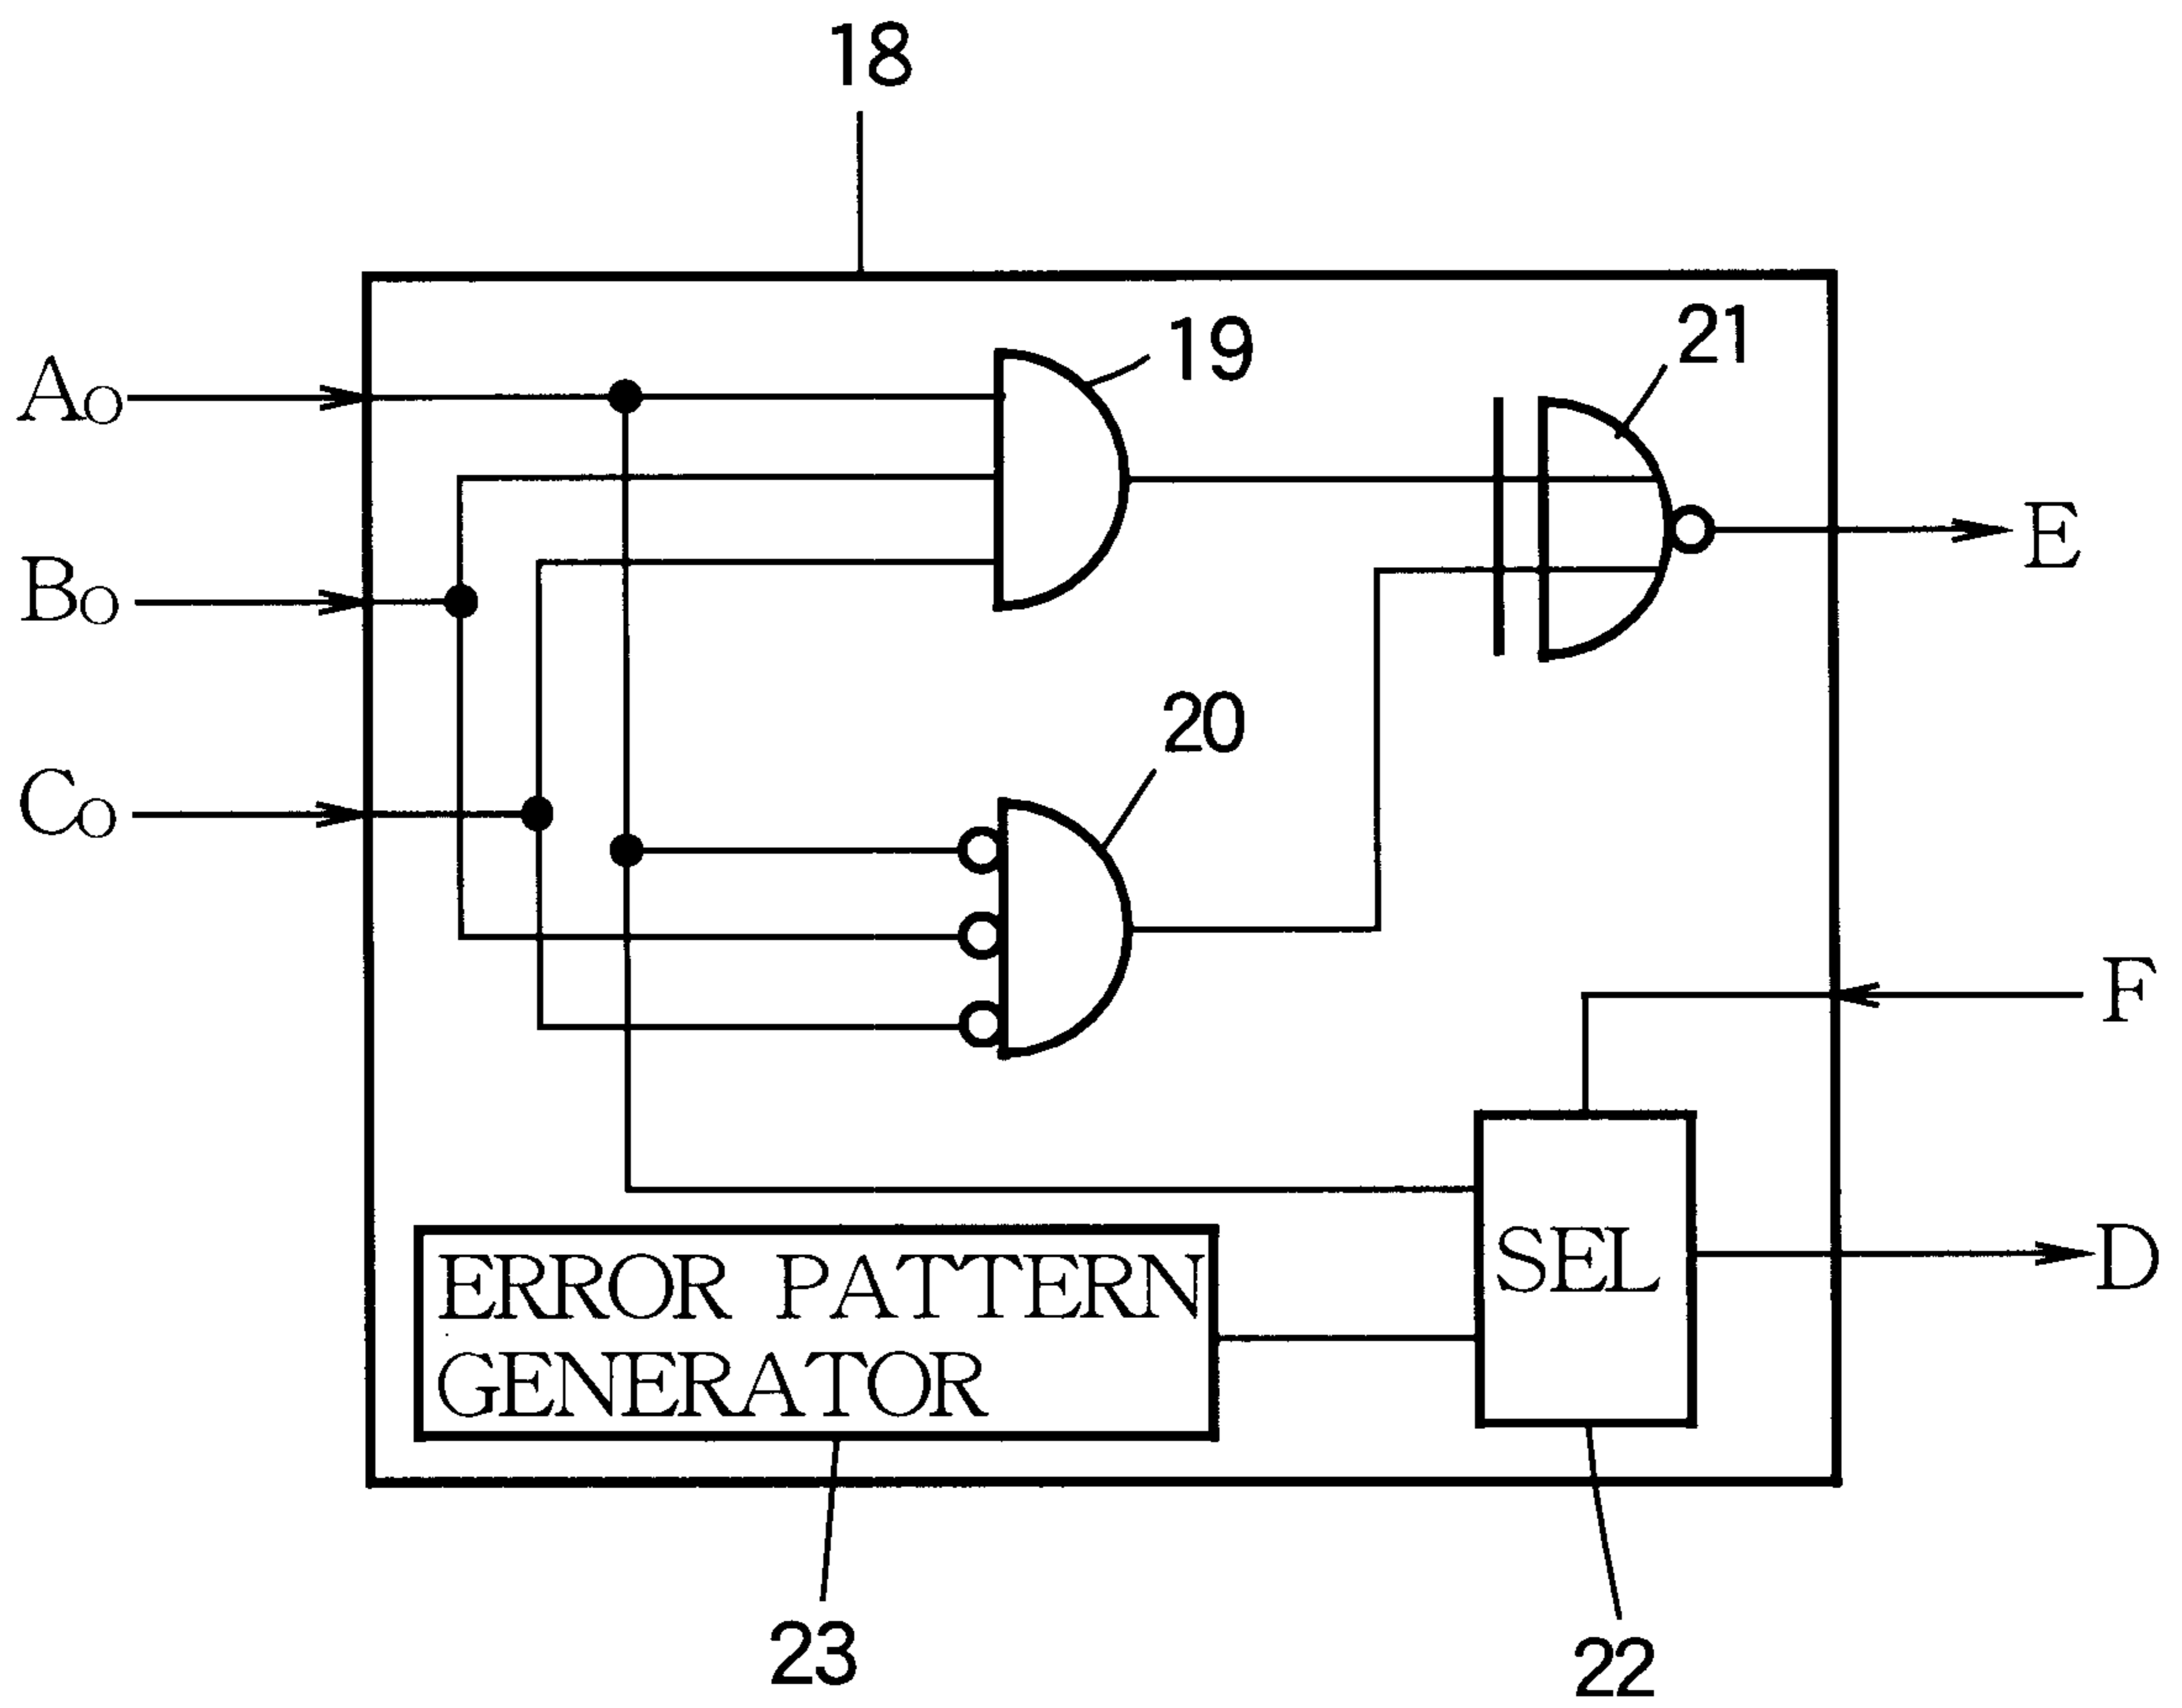 18
19
21
Ao
E
Bo
20
Co
F
SEL
D
ERROR PATTERN
GENERATOR
23
22